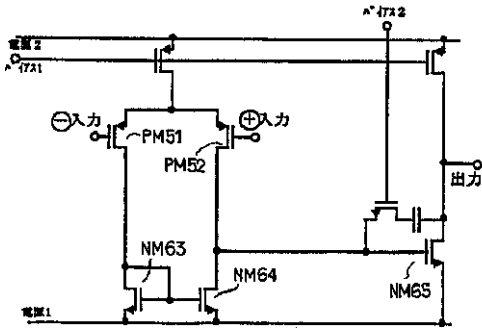 バイアス2
電源2
バイアス1
⊖入力
⊕入力
PM51
PM52
出力
NM63
NM64
NM65
電源1